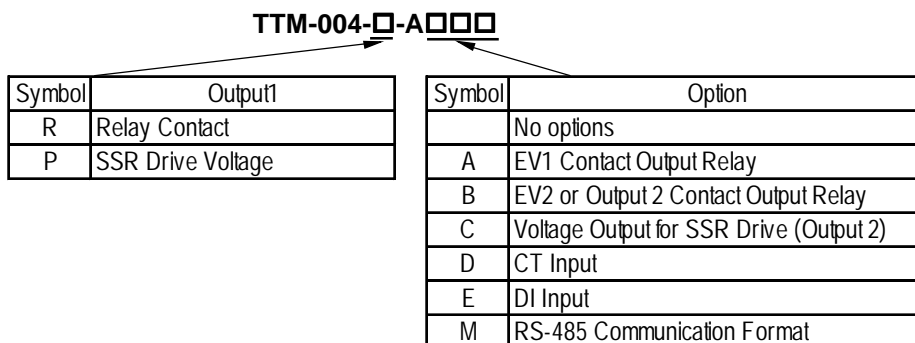 TTM-004-□-A□□□
Symbol Output1
R Relay Contact
P SSR Drive Voltage
Symbol Option
No options
A EV1 Contact Output Relay
B EV2 or Output 2 Contact Output Relay
C Voltage Output for SSR Drive (Output 2)
D CT Input
E DI Input
M RS-485 Communication Format